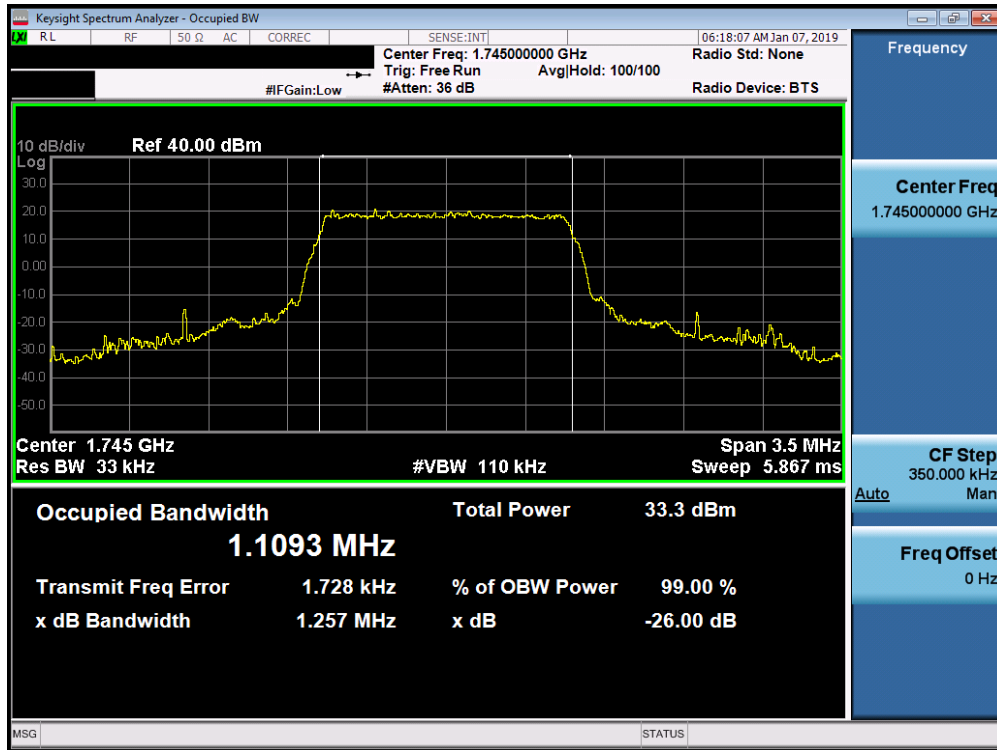 Keysight Spectrum Analyzer - Occupied BW
LXI RL RF 50 Ω AC CORREC SENSE:INT 06:18:07 AM Jan 07, 2019
Center Freq: 1.745000000 GHz Radio Std: None
Trig: Free Run Avg|Hold: 100/100
#IFGain:Low #Atten: 36 dB Radio Device: BTS
10 dB/div Ref 40.00 dBm
Log
30.0
20.0
10.0
0.00
-10.0
-20.0
-30.0
-40.0
-50.0
Center 1.745 GHz Span 3.5 MHz
Res BW 33 kHz #VBW 110 kHz Sweep 5.867 ms
Occupied Bandwidth Total Power 33.3 dBm
1.1093 MHz
Transmit Freq Error 1.728 kHz % of OBW Power 99.00 %
x dB Bandwidth 1.257 MHz x dB -26.00 dB
MSG STATUS
Frequency
Center Freq
1.745000000 GHz
CF Step
350.000 kHz
Auto Man
Freq Offset
0 Hz